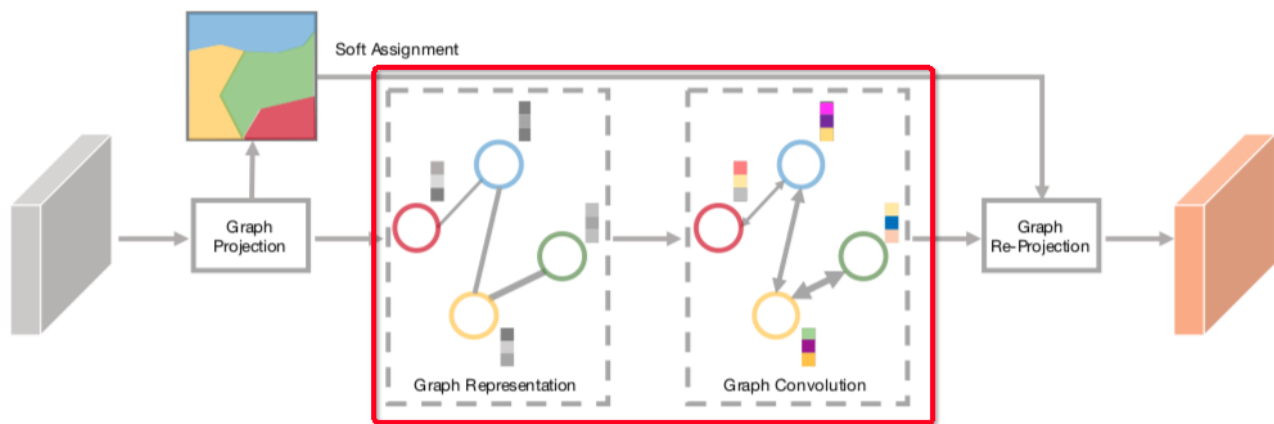 Soft Assignment
Graph
Projection
Graph
Re-Projection
Graph Representation
Graph Convolution